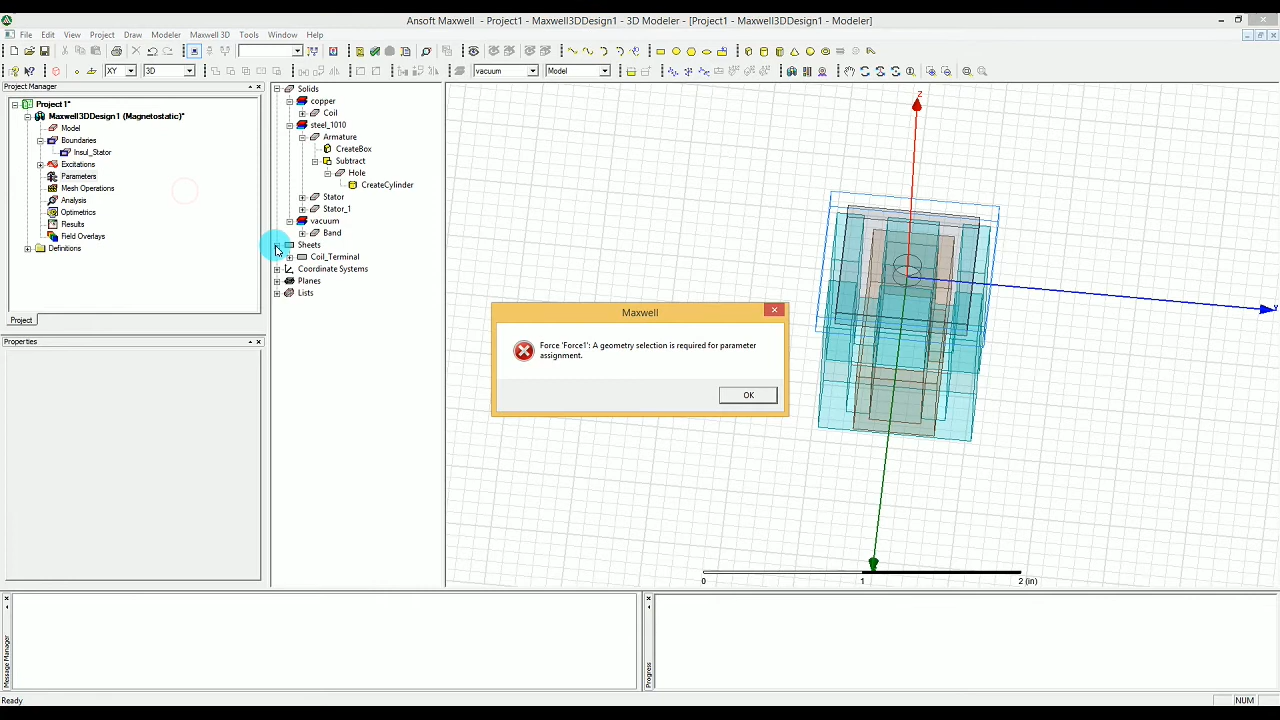 Ansoft Maxwell - Project1 - Maxwell3DDesign1 - 3D Modeler - [Project1 - Maxwell3DDesign1 - Modeler]
File Edit View Project Draw Modeler Maxwell 3D Tools Window Help
XY 3D vacuum Model
Project Manager
Project1*
Maxwell3DDesign1 (Magnetostatic)*
Model
Boundaries
Insul_Stator
Excitations
Parameters
Mesh Operations
Analysis
Optimetrics
Results
Field Overlays
Definitions
Project
Properties
Solids
copper
Coil
steel_1010
Armature
CreateBox
Subtract
Hole
CreateCylinder
Stator
Stator_1
vacuum
Band
Sheets
Coil_Terminal
Coordinate Systems
Planes
Lists
Z
Maxwell
Force 'Force1': A geometry selection is required for parameter
assignment.
OK
0 1 2 (in)
Message Manager
Progress
Ready
NUM